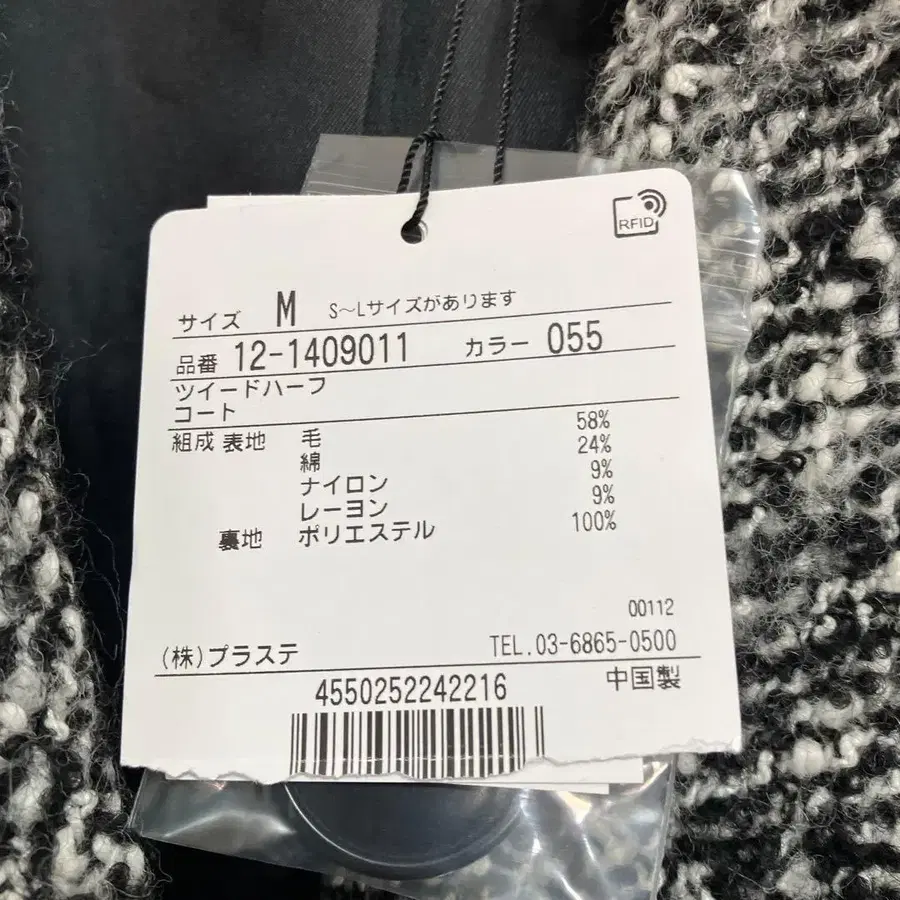 RFID
サイズ M S～Lサイズがあります
品番 12-1409011 カラー 055
ツイードハーフ
コート
組成 表地 毛 58%
綿 24%
ナイロン 9%
レーヨン 9%
裏地 ポリエステル 100%
00112
(株)プラステ TEL.03-6865-0500
4550252242216 中国製